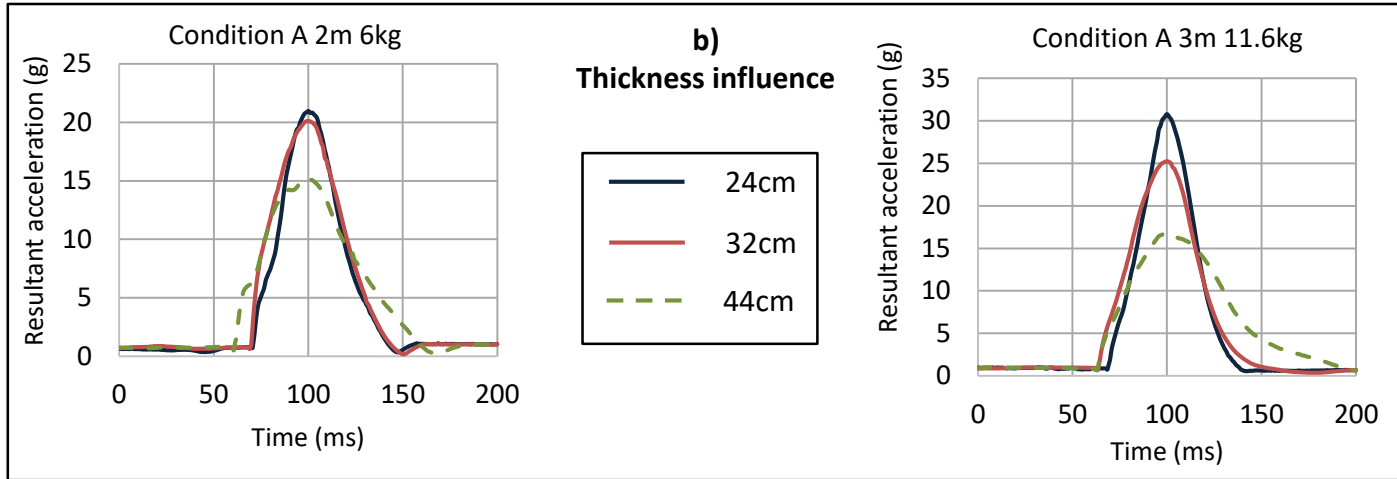 Condition A 2m 6kg
Resultant acceleration (g)
25
20
15
10
5
0
0 50 100 150 200
Time (ms)
b)
Thickness influence
24cm
32cm
44cm
Condition A 3m 11.6kg
Resultant acceleration (g)
35
30
25
20
15
10
5
0
0 50 100 150 200
Time (ms)